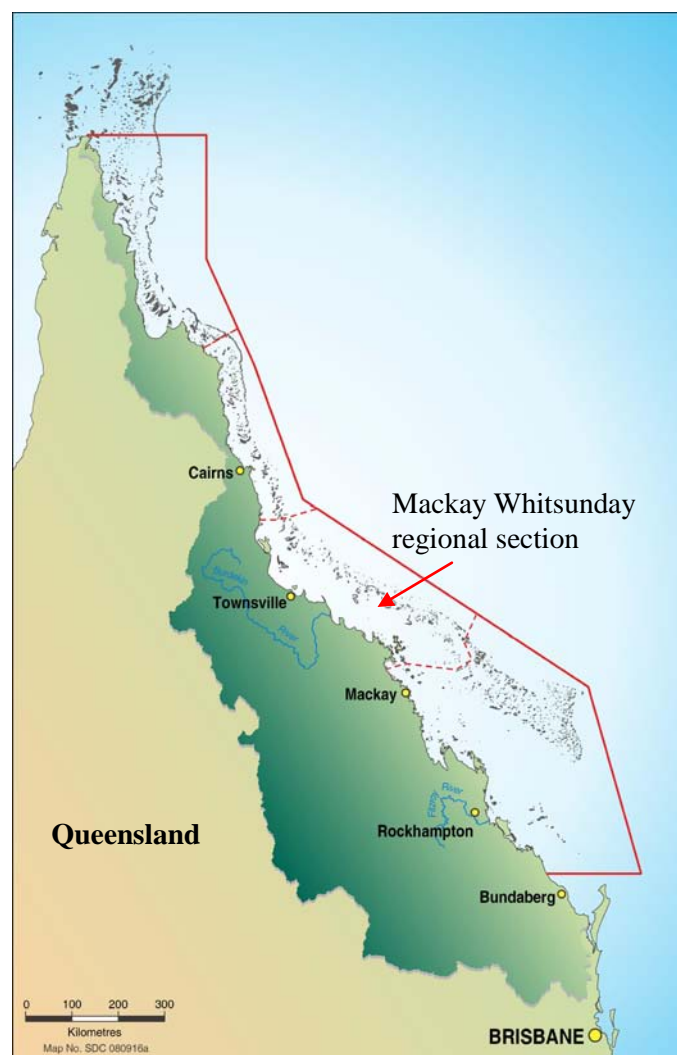 Cairns
Mackay Whitsunday
regional section
Burdekin
Townsville
River
Mackay
River
Fitzroy
Rockhampton
Queensland
Bundaberg
0 100 200 300
Kilometres
Map No. SDC 080916a
BRISBANE